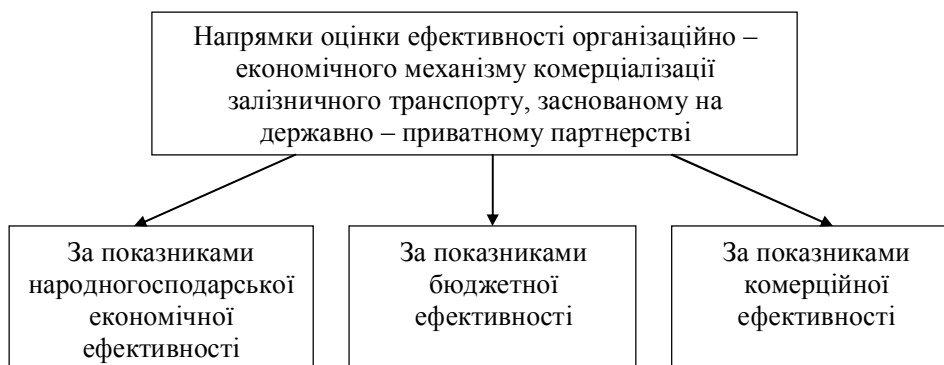 Напрямки оцінки ефективності організаційно –
економічного механізму комерціалізації
залізничного транспорту, заснованому на
державно – приватному партнерстві
За показниками
народногосподарської
економічної
ефективності
За показниками
бюджетної
ефективності
За показниками
комерційної
ефективності